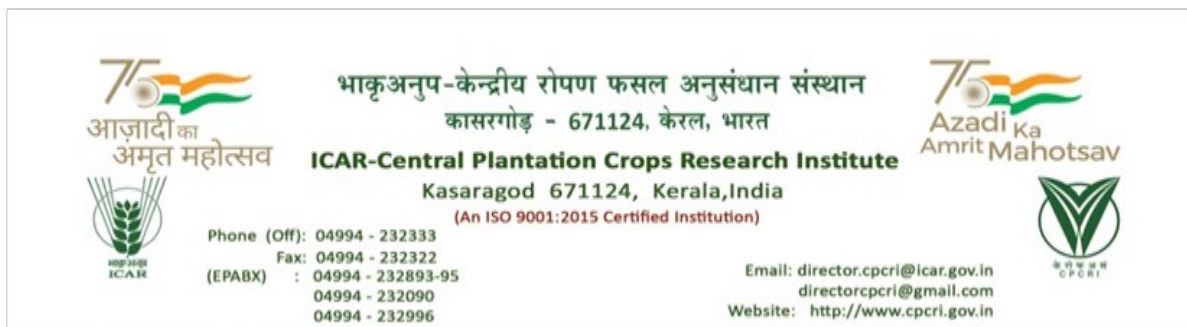 75
आज़ादी का
अमृत महोत्सव
भाकृअनुप-केन्द्रीय रोपण फसल अनुसंधान संस्थान
कासरगोड़ - 671124, केरल, भारत
ICAR-Central Plantation Crops Research Institute
Kasaragod 671124, Kerala,India
(An ISO 9001:2015 Certified Institution)
75
Azadi Ka
Amrit Mahotsav
भाकृअनुप
ICAR
Phone (Off): 04994 - 232333
Fax: 04994 - 232322
(EPABX) : 04994 - 232893-95
04994 - 232090
04994 - 232996
Email: director.cpcri@icar.gov.in
directorcpcri@gmail.com
Website: http://www.cpcri.gov.in
CPCRI